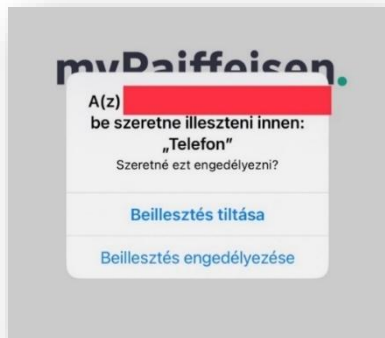 myRaiffeisen.
A(z)
be szeretne illeszteni innen:
„Telefon”
Szeretné ezt engedélyezni?
Beillesztés tiltása
Beillesztés engedélyezése